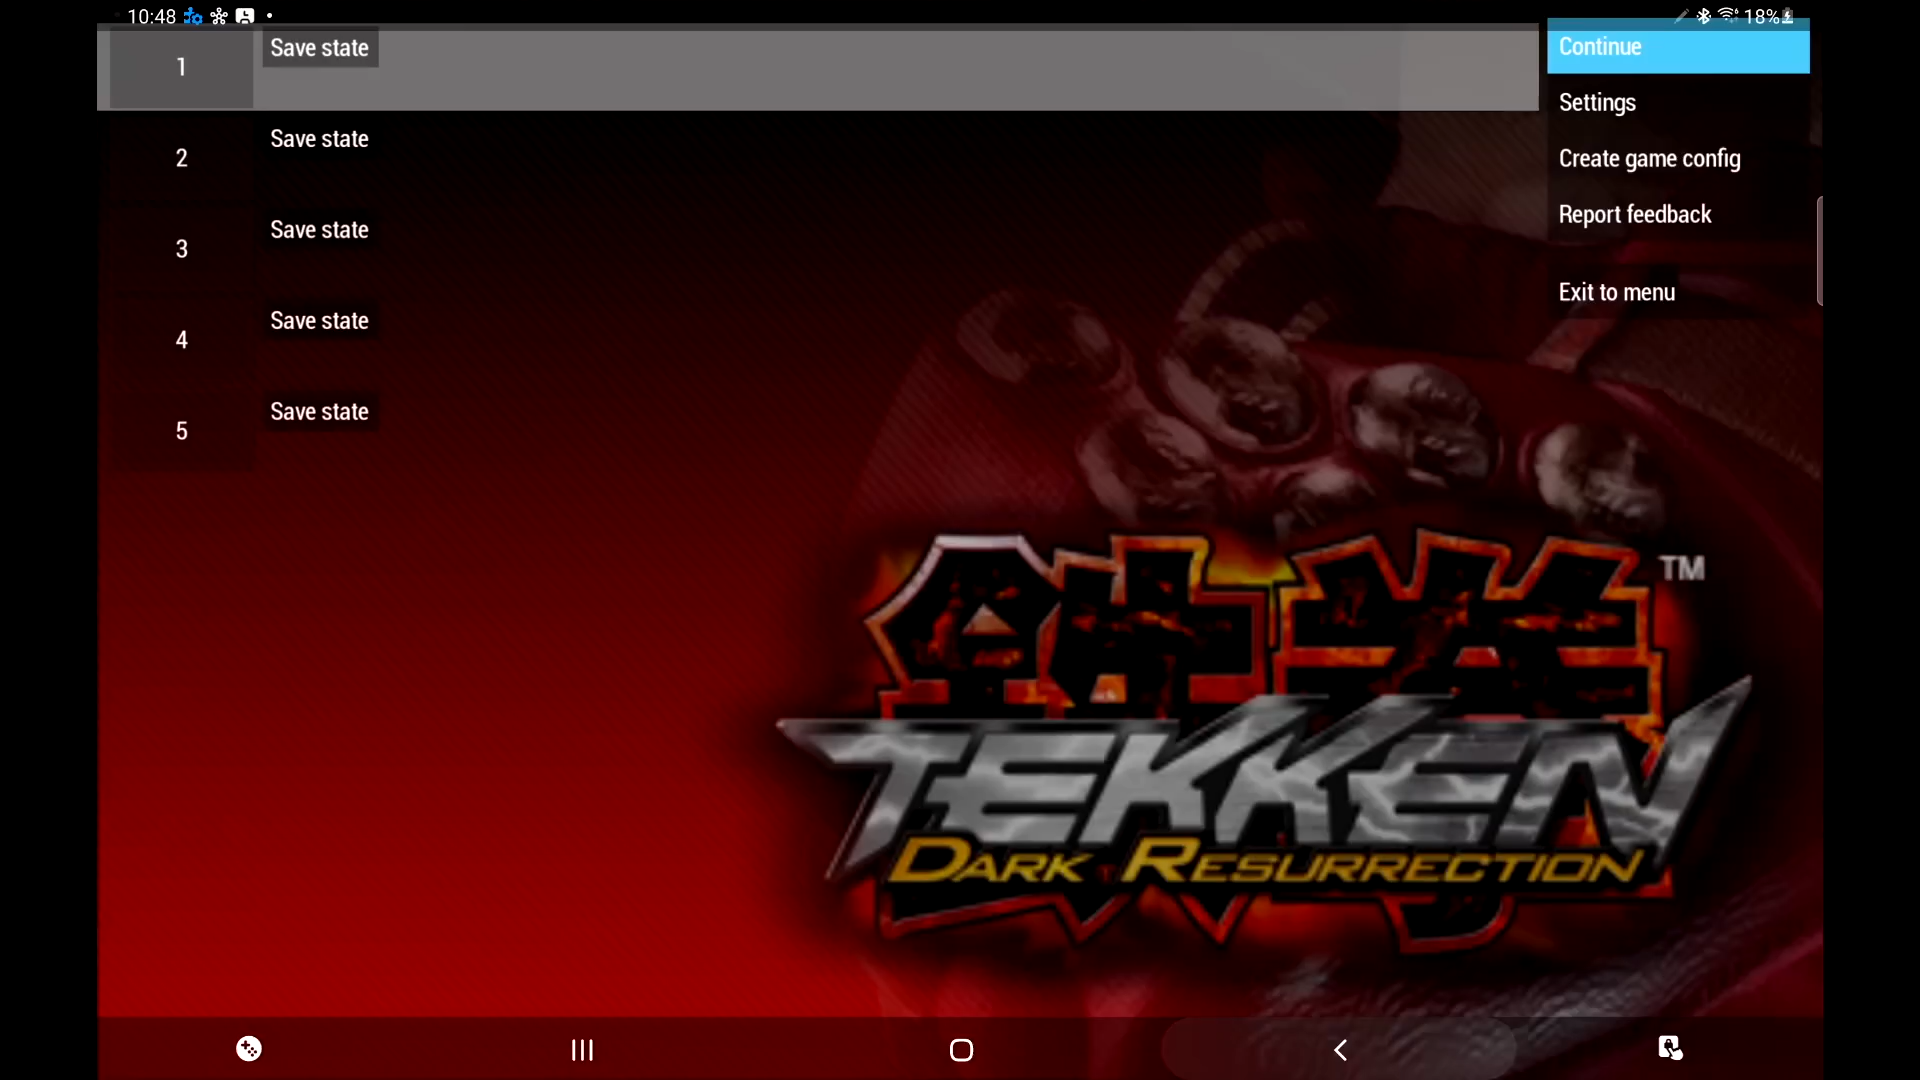 10:48
18%
1 Save state
2 Save state
3 Save state
4 Save state
5 Save state
Continue
Settings
Create game config
Report feedback
Exit to menu
鉄拳
TM
TEKKEN
DARK RESURRECTION